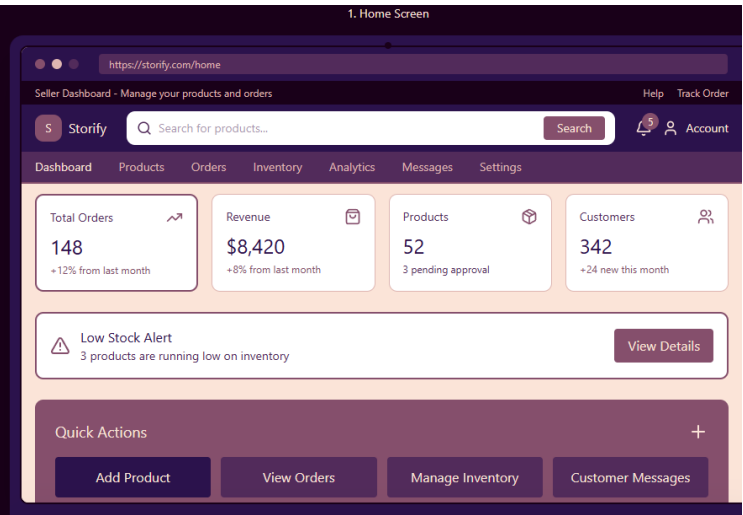 1. Home Screen
https://storify.com/home
Seller Dashboard - Manage your products and orders Help Track Order
S Storify Search for products... Search 5 Account
Dashboard Products Orders Inventory Analytics Messages Settings
Total Orders Revenue Products Customers
148 $8,420 52 342
+12% from last month +8% from last month 3 pending approval +24 new this month
Low Stock Alert
3 products are running low on inventory
View Details
Quick Actions
Add Product View Orders Manage Inventory Customer Messages